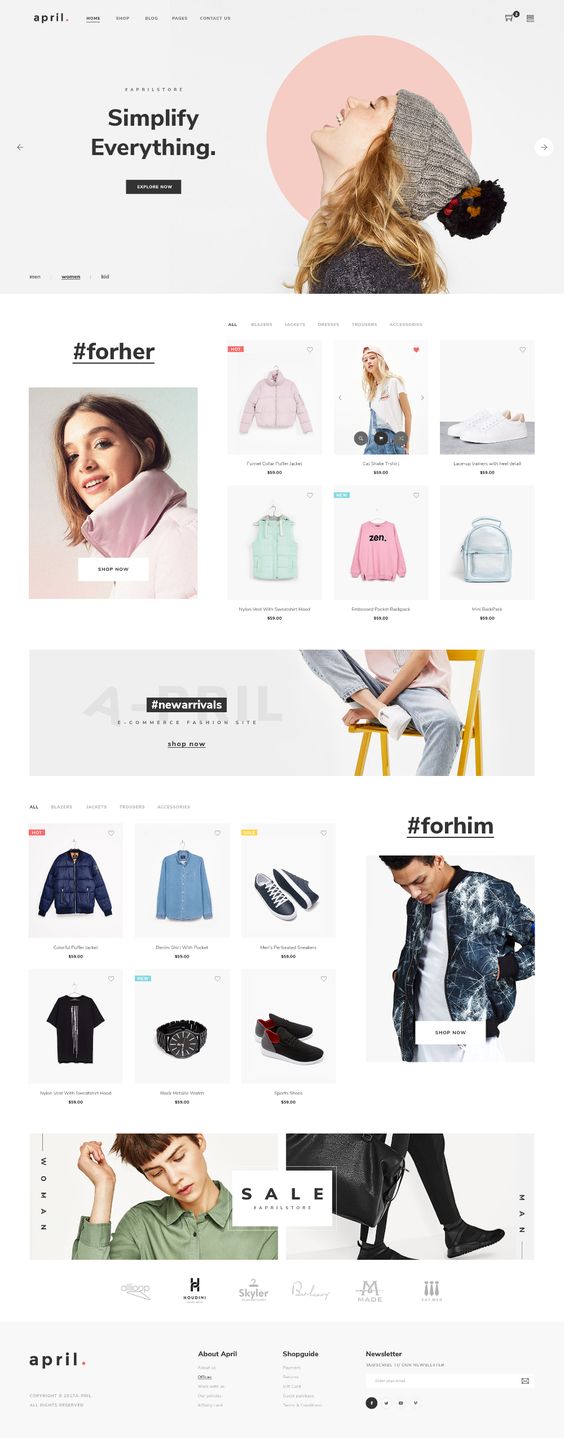 april.
HOME SHOP BLOG PAGES CONTACT US
2
#APRILSTORE
Simplify
Everything.
EXPLORE NOW
men / women / kid
#forher
SHOP NOW
ALL BLAZERS JACKETS DRESSES TROUSERS ACCESSORIES
HOT
Funnel Collar Puffer Jacket
$59.00
$59.00
Lace-up trainers with heel detail
$59.00
NEW
zen.
Nylon Vest With Sweatshirt Hood
$59.00
Embossed Pocket Backpack
$59.00
Mini BackPack
$59.00
A-PRIL
#newarrivals
E-COMMERCE FASHION SITE
shop now
ALL BLAZERS JACKETS TROUSERS ACCESSORIES
HOT
SALE
Colorful Puffer Jacket
$59.00
Denim Shirt With Pocket
$59.00
Men's Perforated Sneakers
$59.00
NEW
Nylon Vest With Sweatshirt Hood
$59.00
Black Metallic Watch
$59.00
Sports Shoes
$59.00
#forhim
SHOP NOW
WOMAN
SALE
#APRILSTORE
MAN
HOUDINI
Skyler
MADE
april.
COPYRIGHT © 2017 A-PRIL
ALL RIGHTS RESERVED
About April
About us
Offices
Work with us
Our policies
Affinity card
Shopguide
Payment
Returns
Gift Card
Guest purchase
Terms & Conditions
Newsletter
SUBSCRIBE TO OUR NEWSLETTER
Enter your email